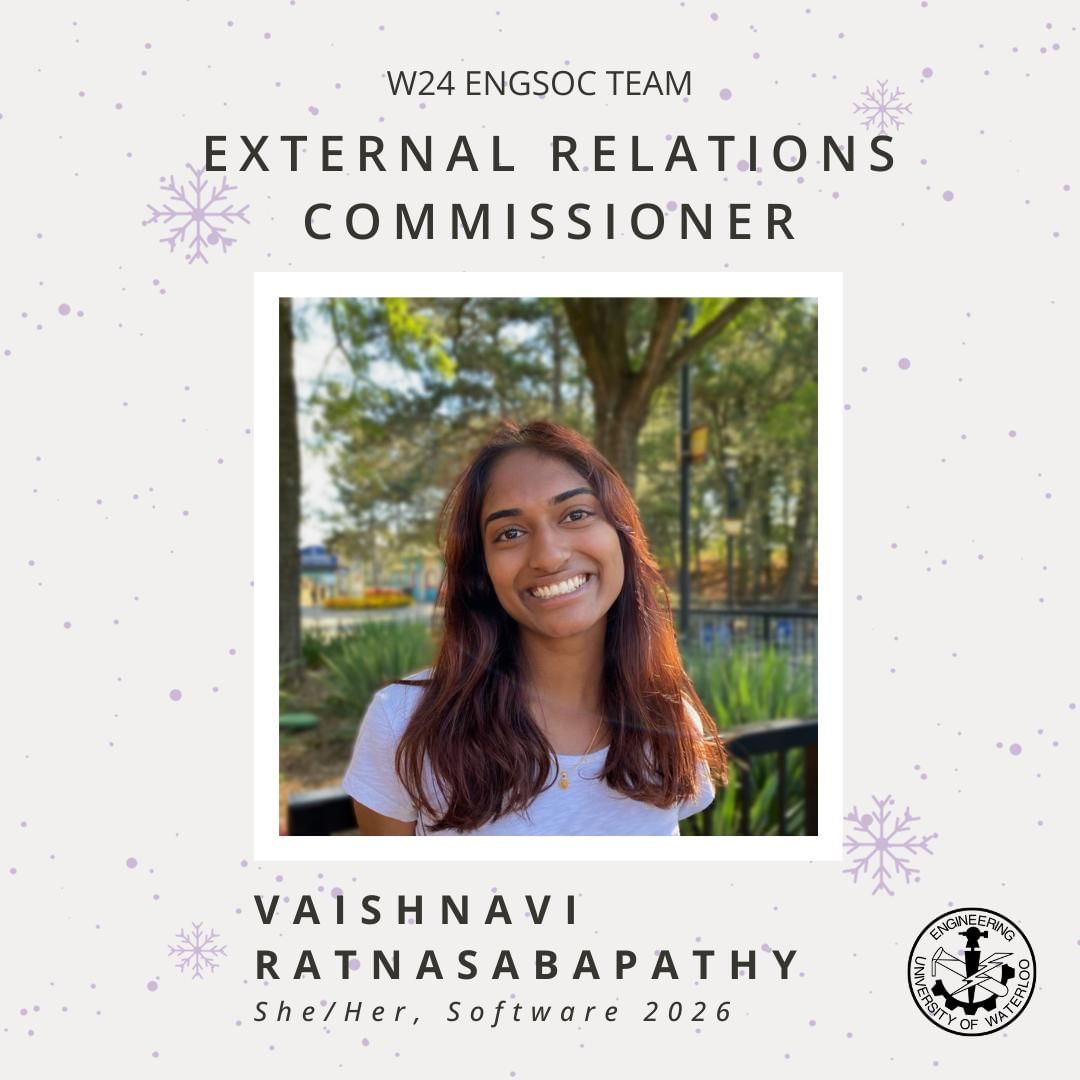 W24 ENGSOC TEAM
EXTERNAL RELATIONS
COMMISSIONER
VAISHNAVI
RATNASABAPATHY
She/Her, Software 2026
ENGINEERING
UNIVERSITY OF WATERLOO